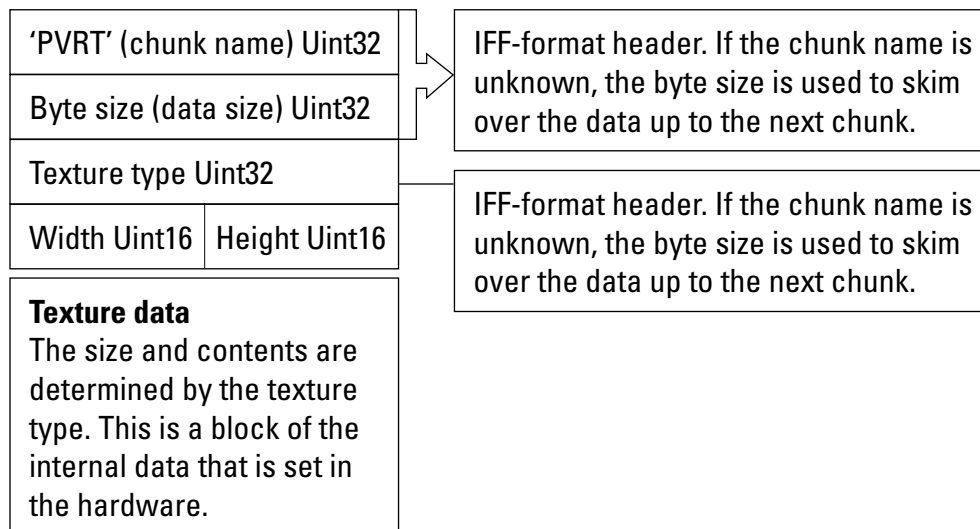 ‘PVRT’ (chunk name) Uint32
Byte size (data size) Uint32
Texture type Uint32
Width Uint16
Height Uint16
Texture data
The size and contents are
determined by the texture
type. This is a block of the
internal data that is set in
the hardware.
IFF-format header. If the chunk name is
unknown, the byte size is used to skim
over the data up to the next chunk.
IFF-format header. If the chunk name is
unknown, the byte size is used to skim
over the data up to the next chunk.